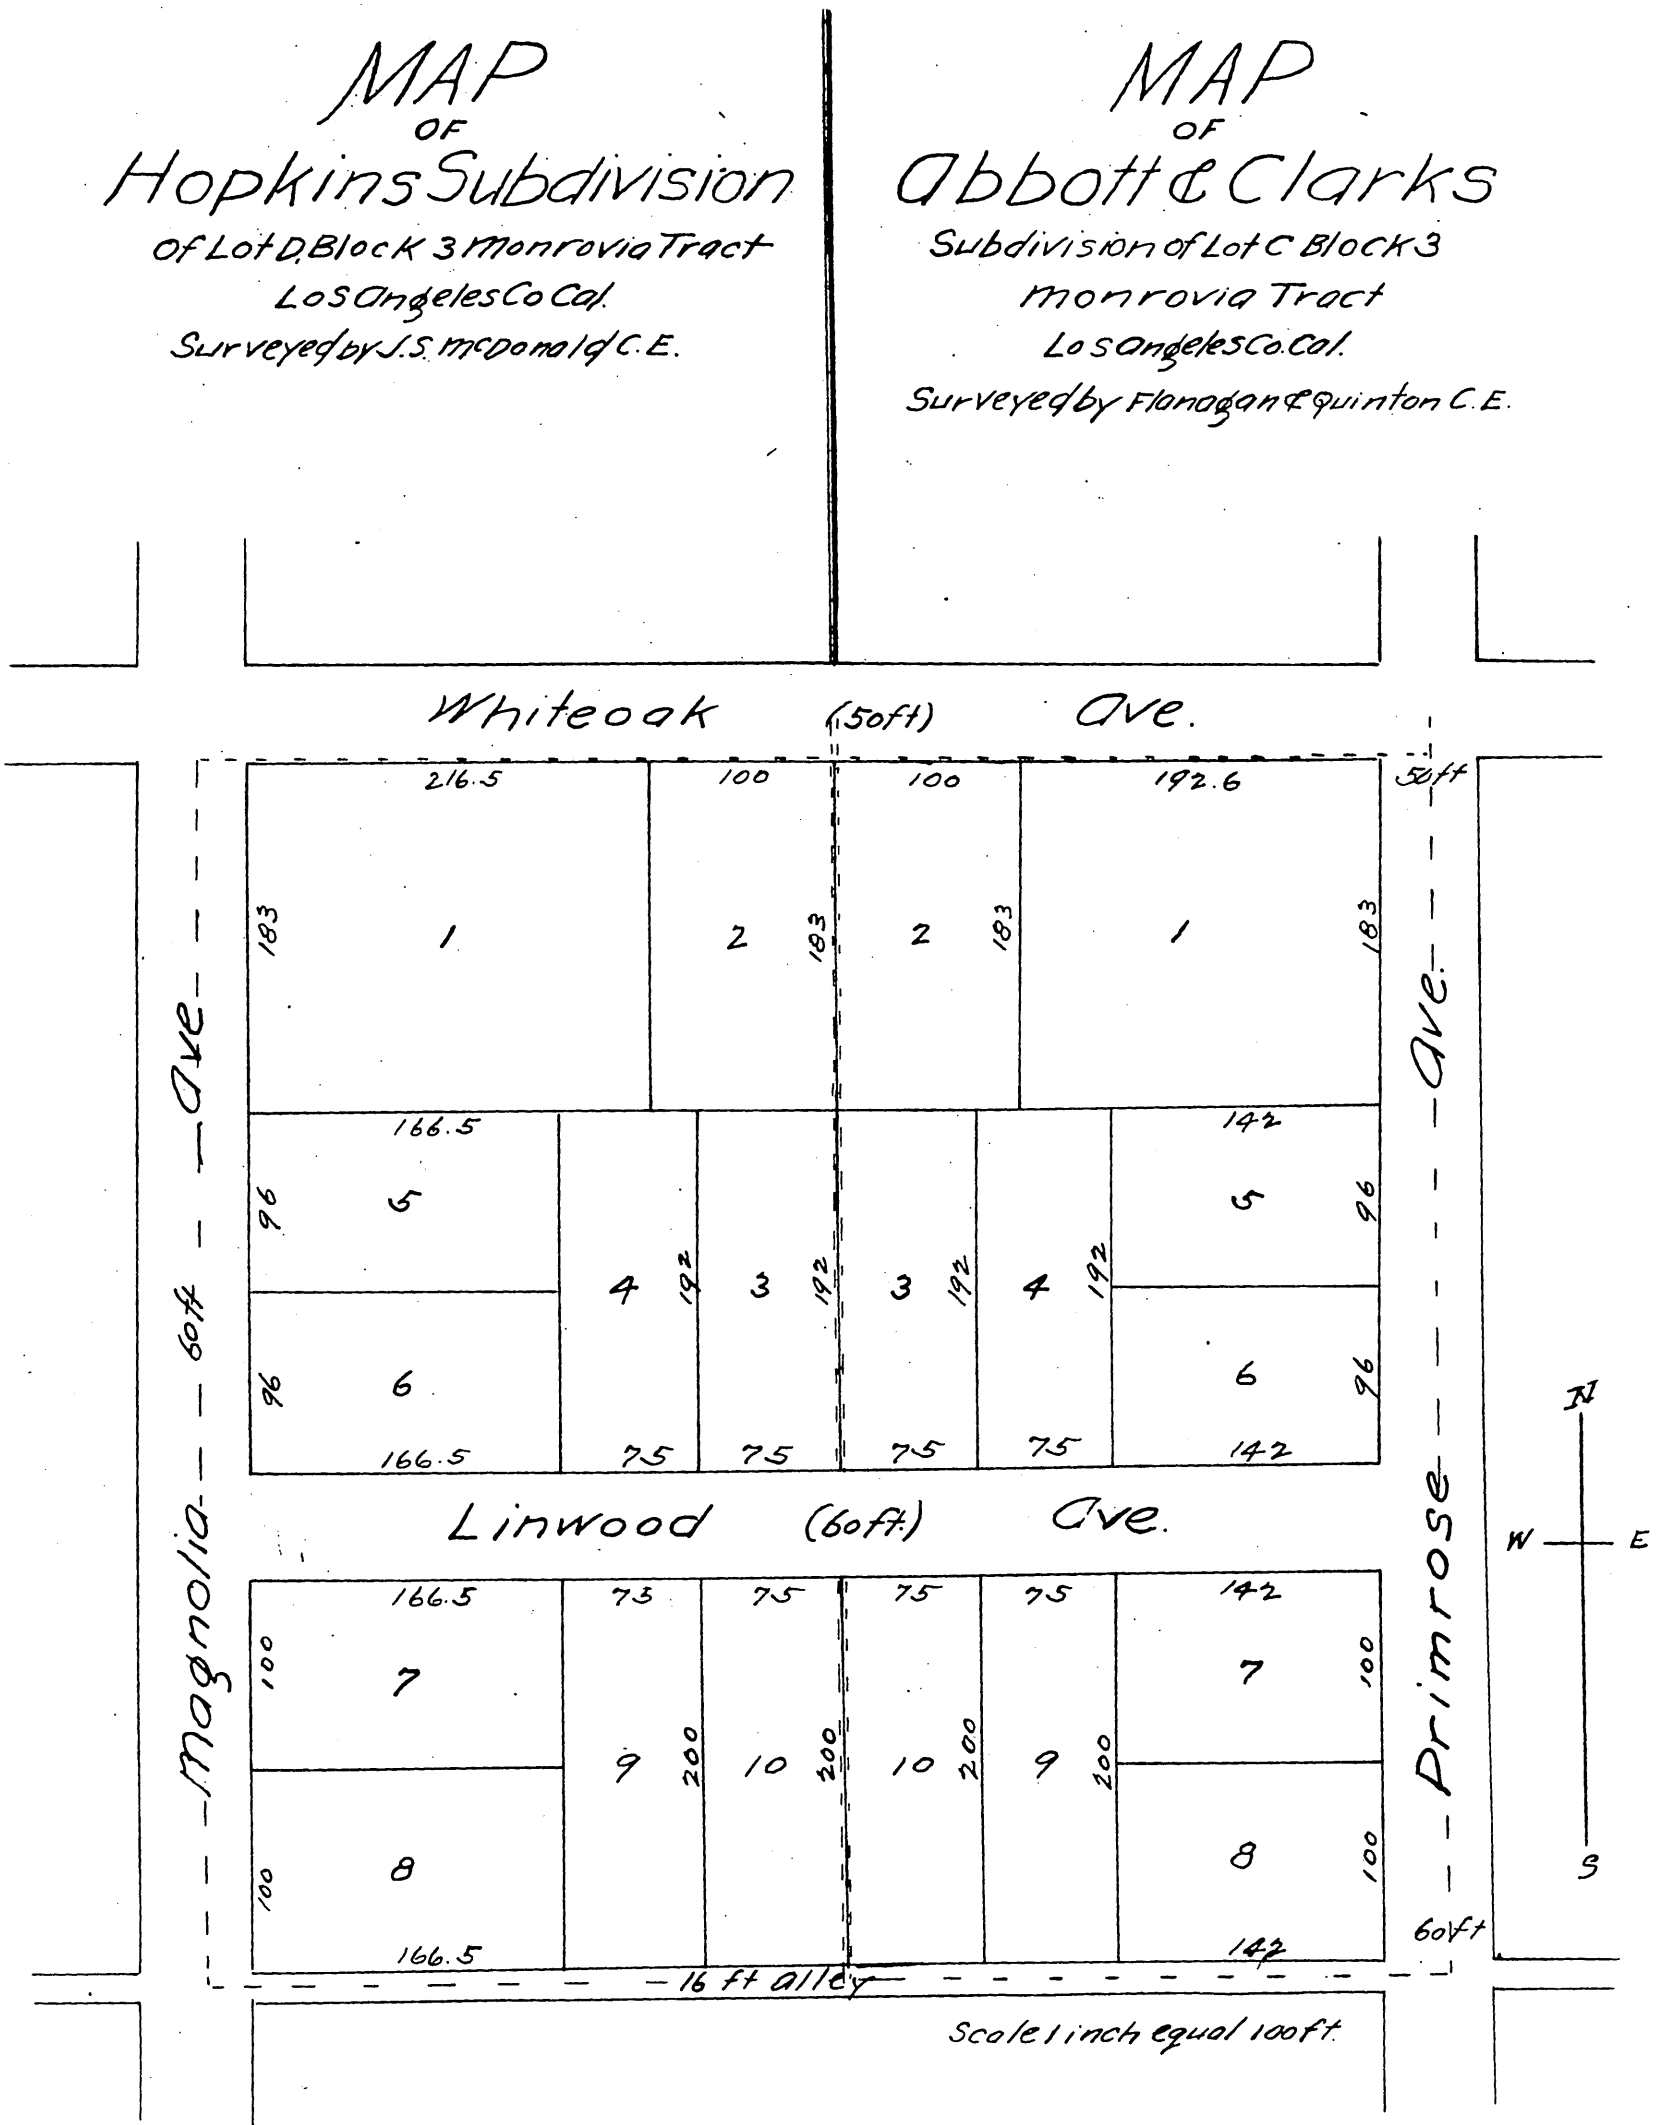 MAP
OF
Hopkins Subdivision
Of Lot D. Block 3 Monrovia Tract
Los Angeles Co Cal.
Surveyed by J.S. McDonald C.E.
MAP
OF
Abbott & Clarks
Subdivision of Lot C Block 3
Monrovia Tract
Los Angeles Co. Cal.
Surveyed by Flanagan & Quinton C.E.
Whiteoak (50ft) Ave.
216.5 100 100 192.6 50ft
183 1 2 183 2 183 1 183
Magnolia 60ft Ave
Primrose Ave.
166.5 142
96 5 5 96
4 192 3 192 3 192 4 192
96 6 6 96
166.5 75 75 75 75 142
N
W E
S
Linwood (60ft.) Ave.
166.5 75 75 75 75 142
100 7 7 100
9 200 10 200 10 200 9 200
100 8 8 100
166.5 142 60ft
16 ft alley
Scale 1 inch equal 100ft.